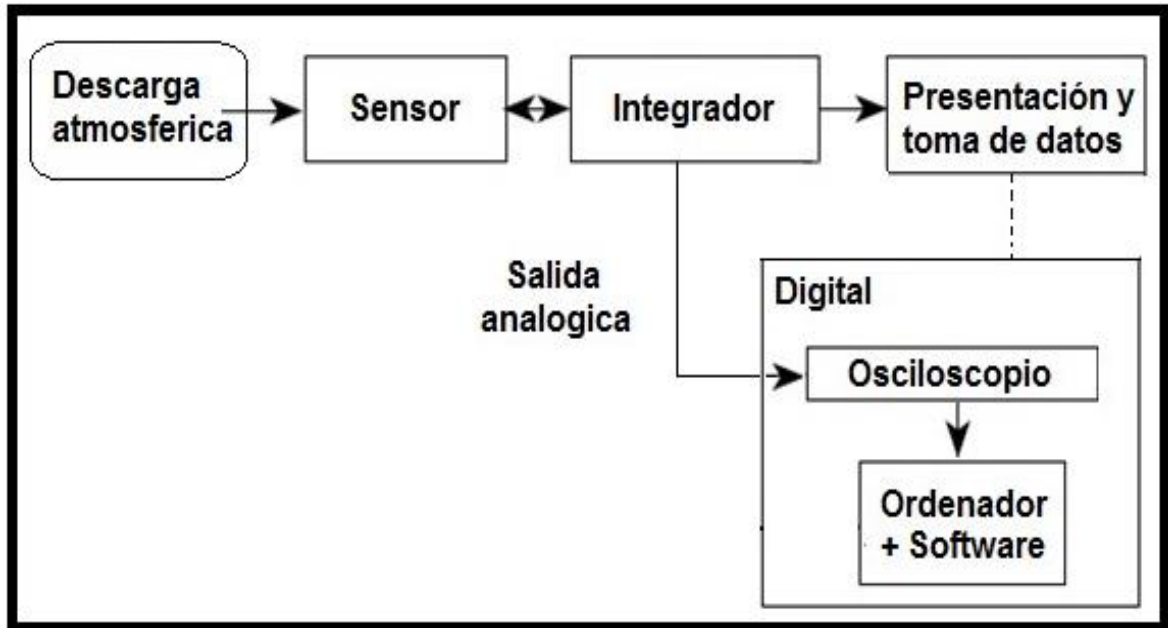 Descarga
atmosferica
Sensor
Integrador
Presentación y
toma de datos
Salida
analogica
Digital
Osciloscopio
Ordenador
+ Software